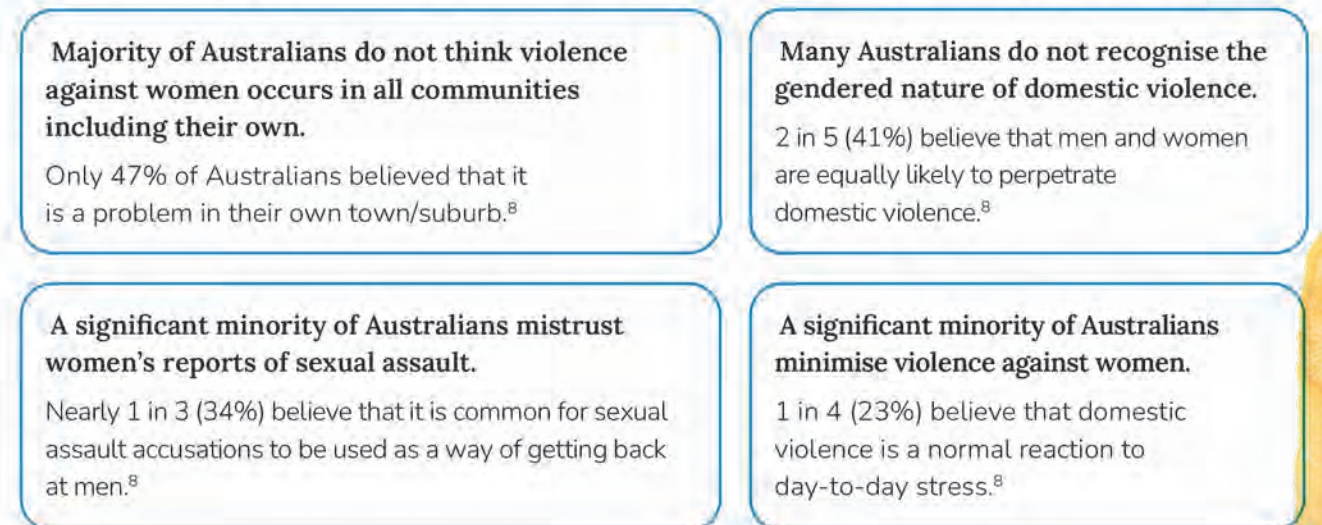 Majority of Australians do not think violence
against women occurs in all communities
including their own.
Only 47% of Australians believed that it
is a problem in their own town/suburb.⁸
Many Australians do not recognise the
gendered nature of domestic violence.
2 in 5 (41%) believe that men and women
are equally likely to perpetrate
domestic violence.⁸
A significant minority of Australians mistrust
women's reports of sexual assault.
Nearly 1 in 3 (34%) believe that it is common for sexual
assault accusations to be used as a way of getting back
at men.⁸
A significant minority of Australians
minimise violence against women.
1 in 4 (23%) believe that domestic
violence is a normal reaction to
day-to-day stress.⁸